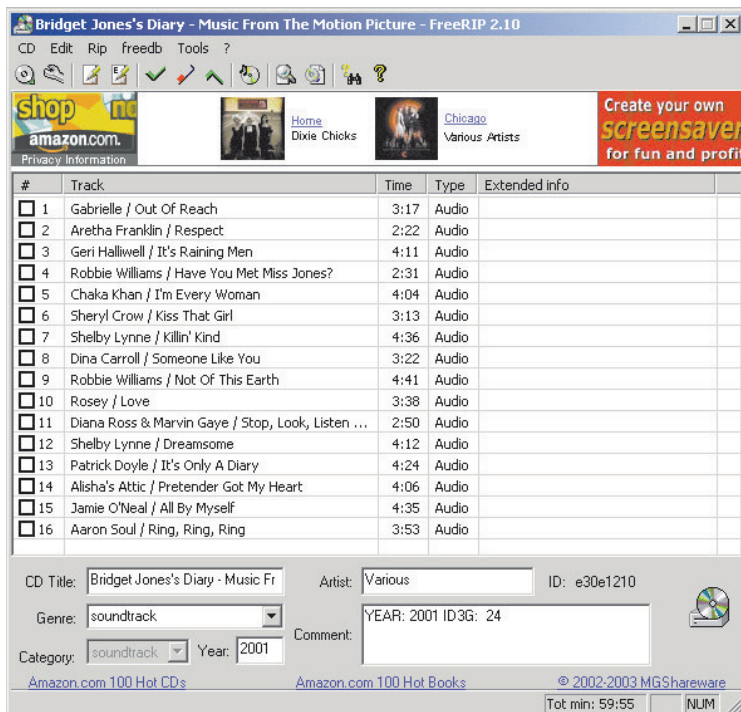 Bridget Jones's Diary - Music From The Motion Picture - FreeRIP 2.10
CD Edit Rip freedb Tools ?
shop
amazon.com.
Privacy Information
Home
Dixie Chicks
Chicago
Various Artists
Create your own
screensaver
for fun and profit
# Track Time Type Extended info
1 Gabrielle / Out Of Reach 3:17 Audio
2 Aretha Franklin / Respect 2:22 Audio
3 Geri Halliwell / It's Raining Men 4:11 Audio
4 Robbie Williams / Have You Met Miss Jones? 2:31 Audio
5 Chaka Khan / I'm Every Woman 4:04 Audio
6 Sheryl Crow / Kiss That Girl 3:13 Audio
7 Shelby Lynne / Killin' Kind 4:36 Audio
8 Dina Carroll / Someone Like You 3:22 Audio
9 Robbie Williams / Not Of This Earth 4:41 Audio
10 Rosey / Love 3:38 Audio
11 Diana Ross & Marvin Gaye / Stop, Look, Listen ... 2:50 Audio
12 Shelby Lynne / Dreamsome 4:12 Audio
13 Patrick Doyle / It's Only A Diary 4:24 Audio
14 Alisha's Attic / Pretender Got My Heart 4:06 Audio
15 Jamie O'Neal / All By Myself 4:35 Audio
16 Aaron Soul / Ring, Ring, Ring 3:53 Audio
CD Title: Bridget Jones's Diary - Music Fr Artist: Various ID: e30e1210
Genre: soundtrack Comment: YEAR: 2001 ID3G: 24
Category: soundtrack Year: 2001
Amazon.com 100 Hot CDs Amazon.com 100 Hot Books © 2002-2003 MGShareware
Tot min: 59:55 NUM